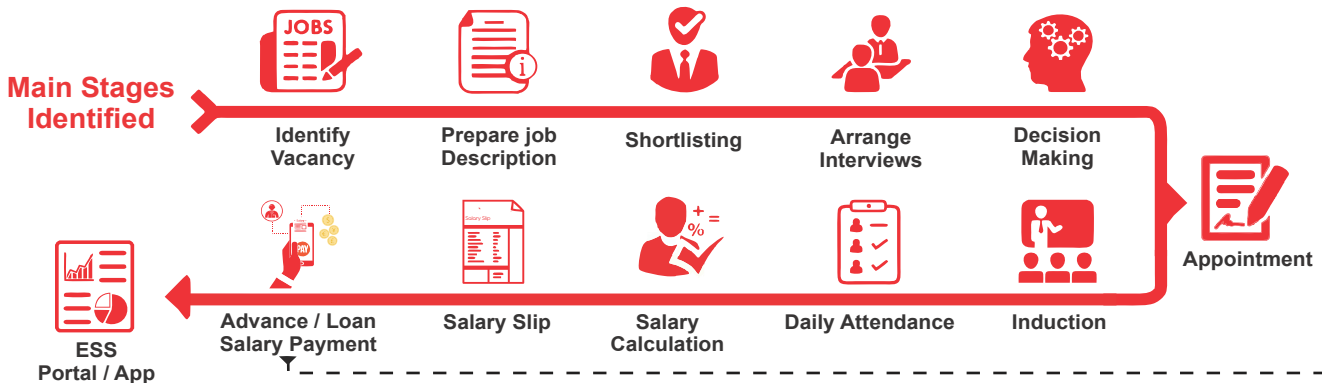 Main Stages
Identified
JOBS
i
Identify
Vacancy
Prepare job
Description
Shortlisting
Arrange
Interviews
Decision
Making
Appointment
Induction
Daily Attendance
+
% =
Salary
Calculation
Salary Slip
Salary Slip
PAY
Advance / Loan
Salary Payment
ESS
Portal / App